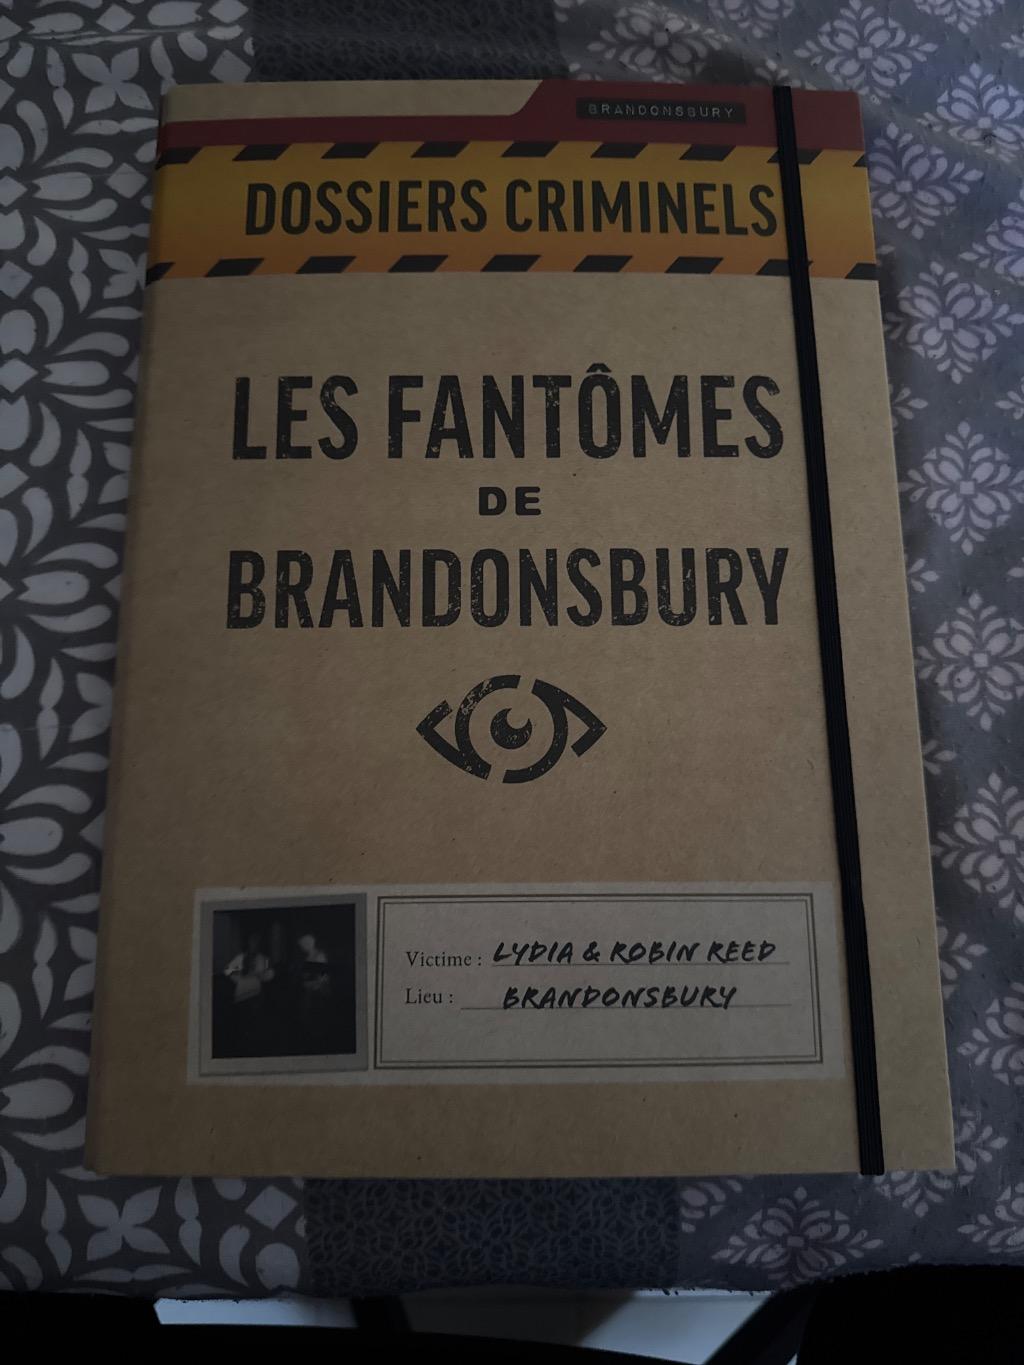 BRANDONSBURY
DOSSIERS CRIMINELS
LES FANTÔMES
DE
BRANDONSBURY
Victime : LYDIA & ROBIN REED
Lieu : BRANDONSBURY